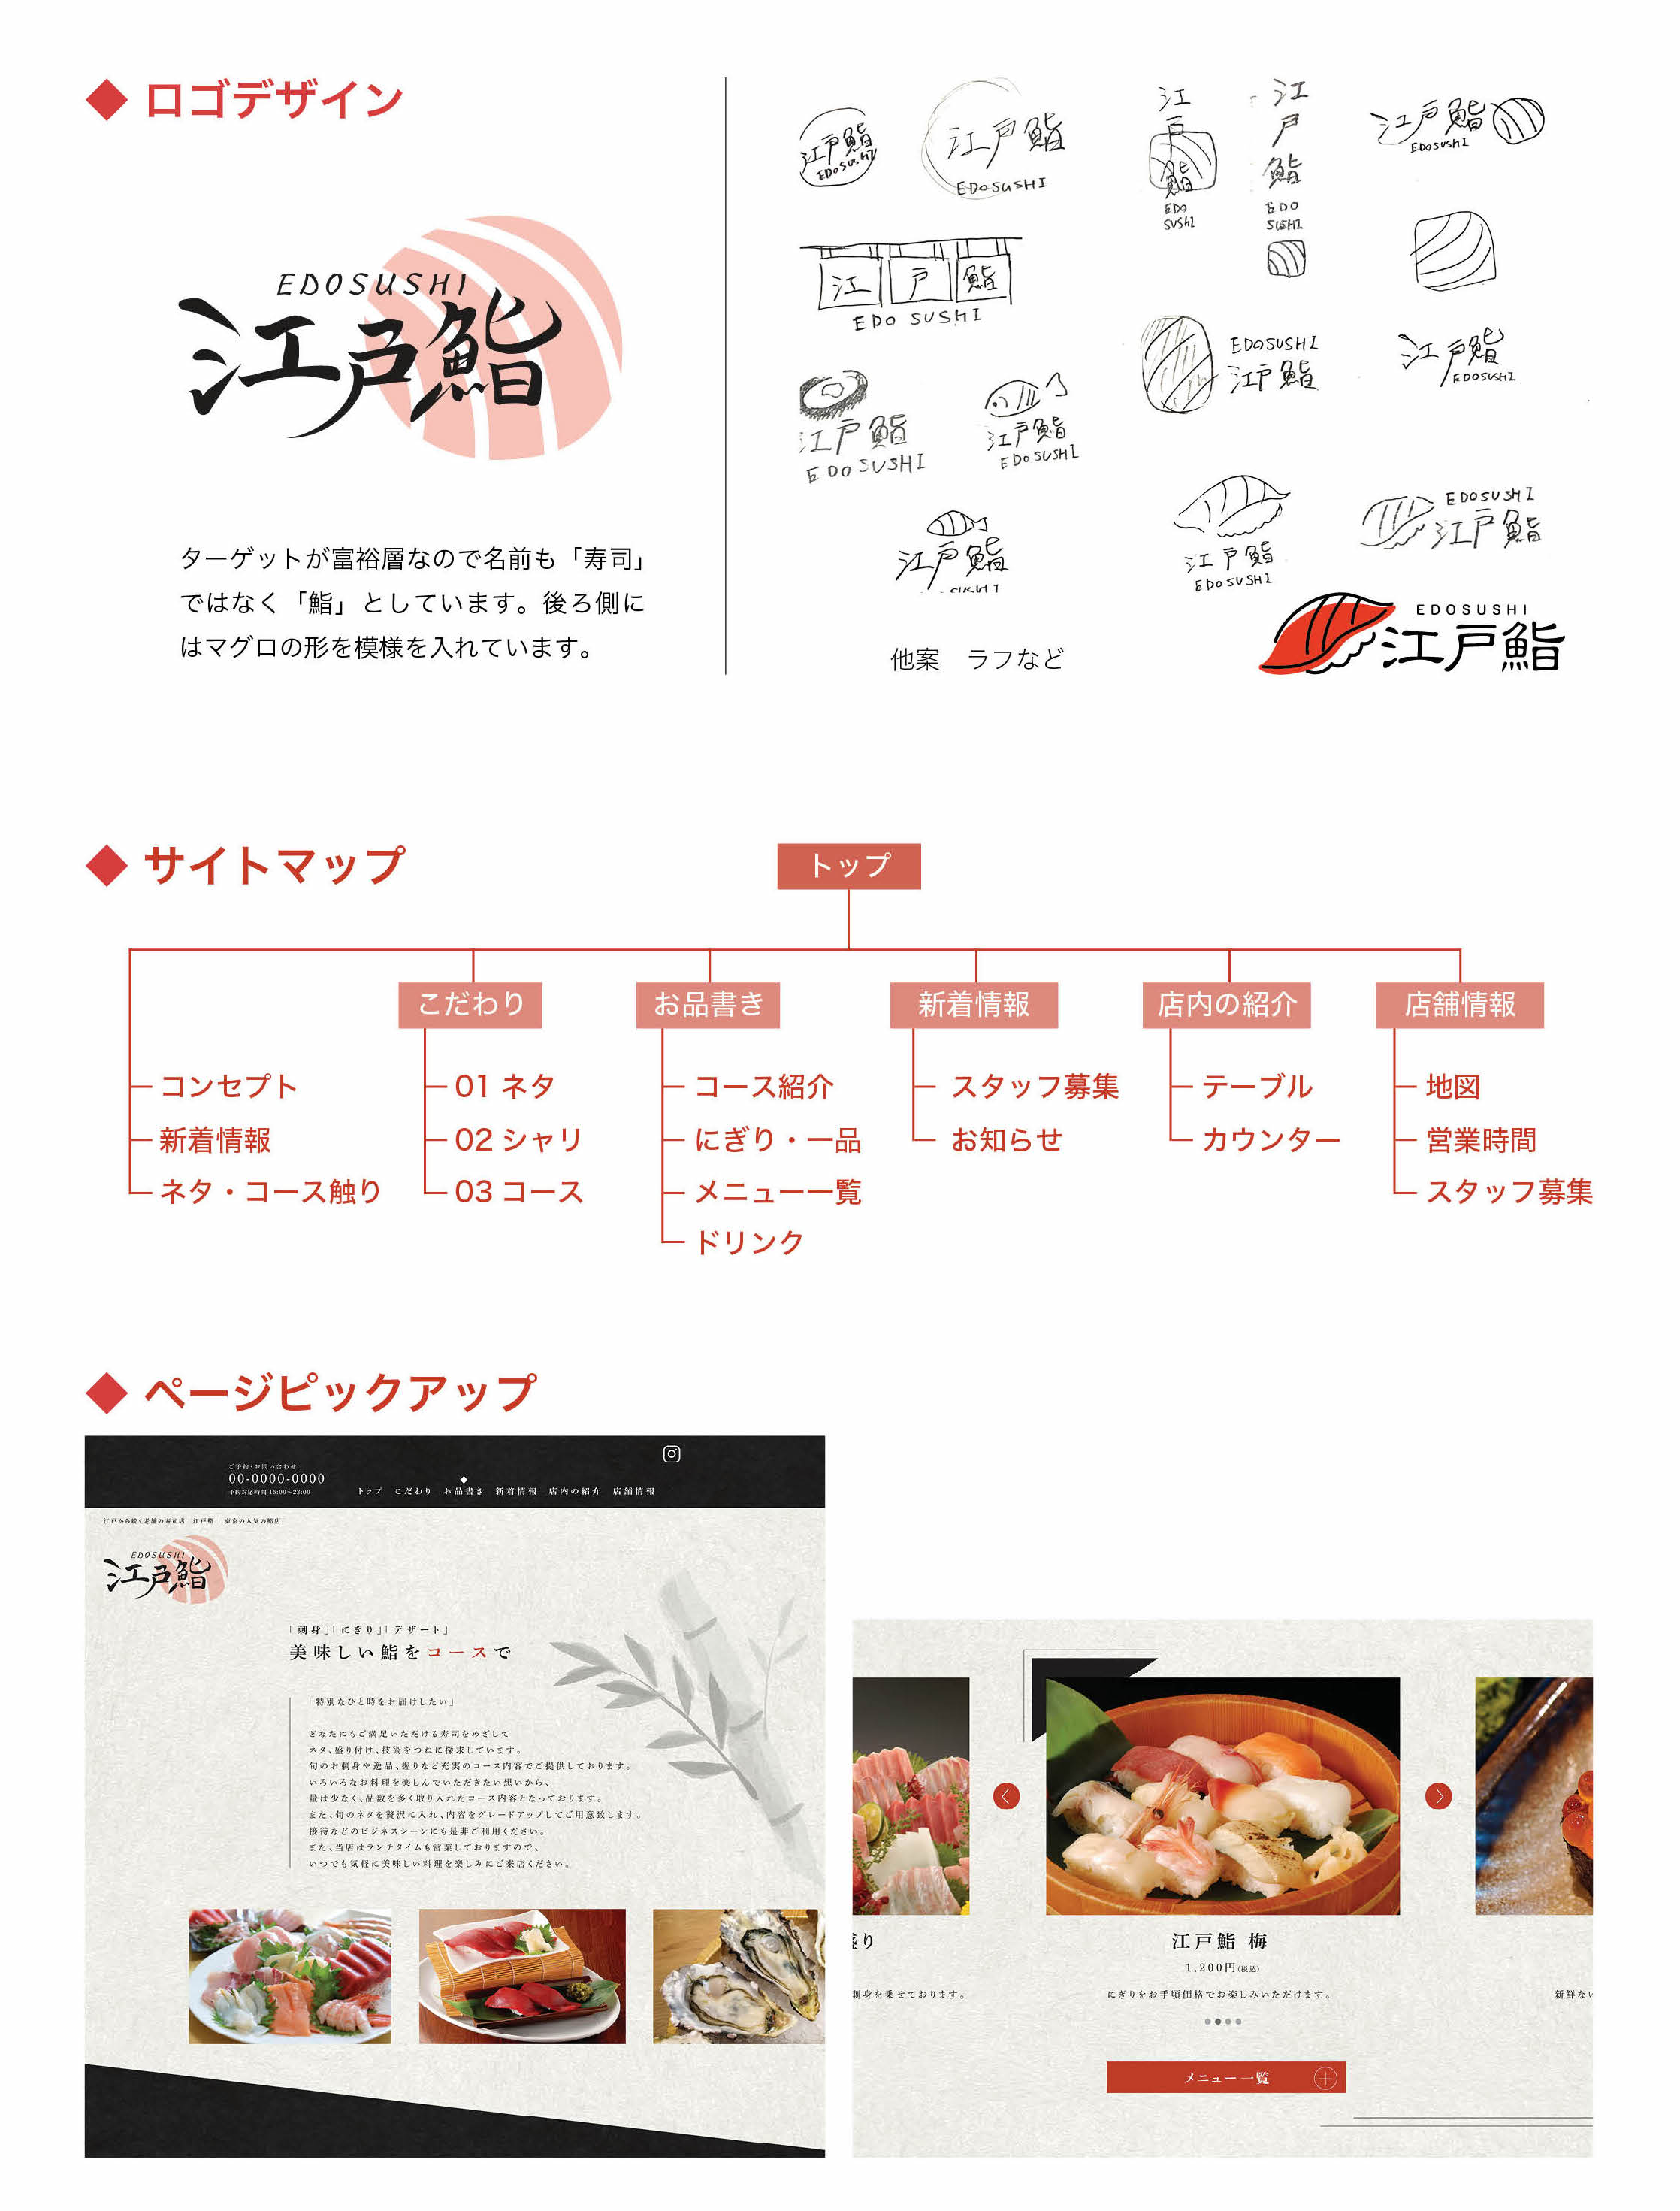 ロゴデザイン
EDOSUSHI
江戸鮨
ターゲットが富裕層なので名前も「寿司」
ではなく「鮨」としています。後ろ側に
はマグロの形を模様を入れています。
江戸鮨
EDOSUSHI
江戸鮨
EDOSUSHI
江戸鮨
EDO
SUSHI
江戸鮨
EDO
SUSHI
江戸鮨
EDOSUSHI
江戸鮨
EDO SUSHI
EDOSUSHI
江戸鮨
江戸鮨
EDOSUSHI
江戸鮨
EDOSUSHI
江戸鮨
EDOSUSHI
江戸鮨
江戸鮨
EDOSUSHI
EDOSUSHI
江戸鮨
EDOSUSHI
江戸鮨
他案 ラフなど
サイトマップ
トップ
コンセプト
新着情報
ネタ・コース触り
こだわり
01 ネタ
02 シャリ
03 コース
お品書き
コース紹介
にぎり・一品
メニュー一覧
ドリンク
新着情報
スタッフ募集
お知らせ
店内の紹介
テーブル
カウンター
店舗情報
地図
営業時間
スタッフ募集
ページピックアップ
ご予約・お問い合わせ
00-0000-0000
予約対応時間 15:00〜23:00
トップ こだわり お品書き 新着情報 店内の紹介 店舗情報
江戸から続く老舗の寿司店 江戸鮨 | 東京の人気の鮨店
EDOSUSHI
江戸鮨
「刺身」「にぎり」「デザート」
美味しい鮨をコースで
「特別なひと時をお届けしたい」
どなたにもご満足いただける寿司をめざして
ネタ、盛り付け、技術をつねに探求しています。
旬のお刺身や逸品、握りなど充実のコース内容でご提供しております。
いろいろなお料理を楽しんでいただきたい想いから、
量は少なく、品数を多く取り入れたコース内容となっております。
また、旬のネタを贅沢に入れ、内容をグレードアップしてご用意致します。
接待などのビジネスシーンにも是非ご利用ください。
また、当店はランチタイムも営業しておりますので、
いつでも気軽に美味しい料理を楽しみにご来店ください。
盛り
刺身を乗せております。
江戸鮨 梅
1,200円(税込)
にぎりをお手頃価格でお楽しみいただけます。
新鮮な
メニュー一覧